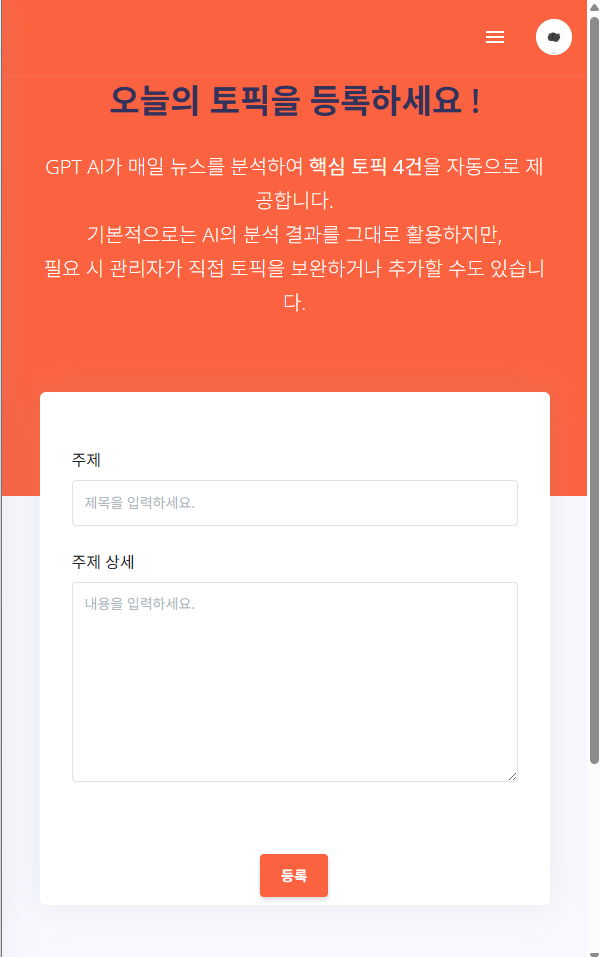 오늘의 토픽을 등록하세요 !
GPT AI가 매일 뉴스를 분석하여 핵심 토픽 4건을 자동으로 제
공합니다.
기본적으로는 AI의 분석 결과를 그대로 활용하지만,
필요 시 관리자가 직접 토픽을 보완하거나 추가할 수도 있습니
다.
주제
제목을 입력하세요.
주제 상세
내용을 입력하세요.
등록